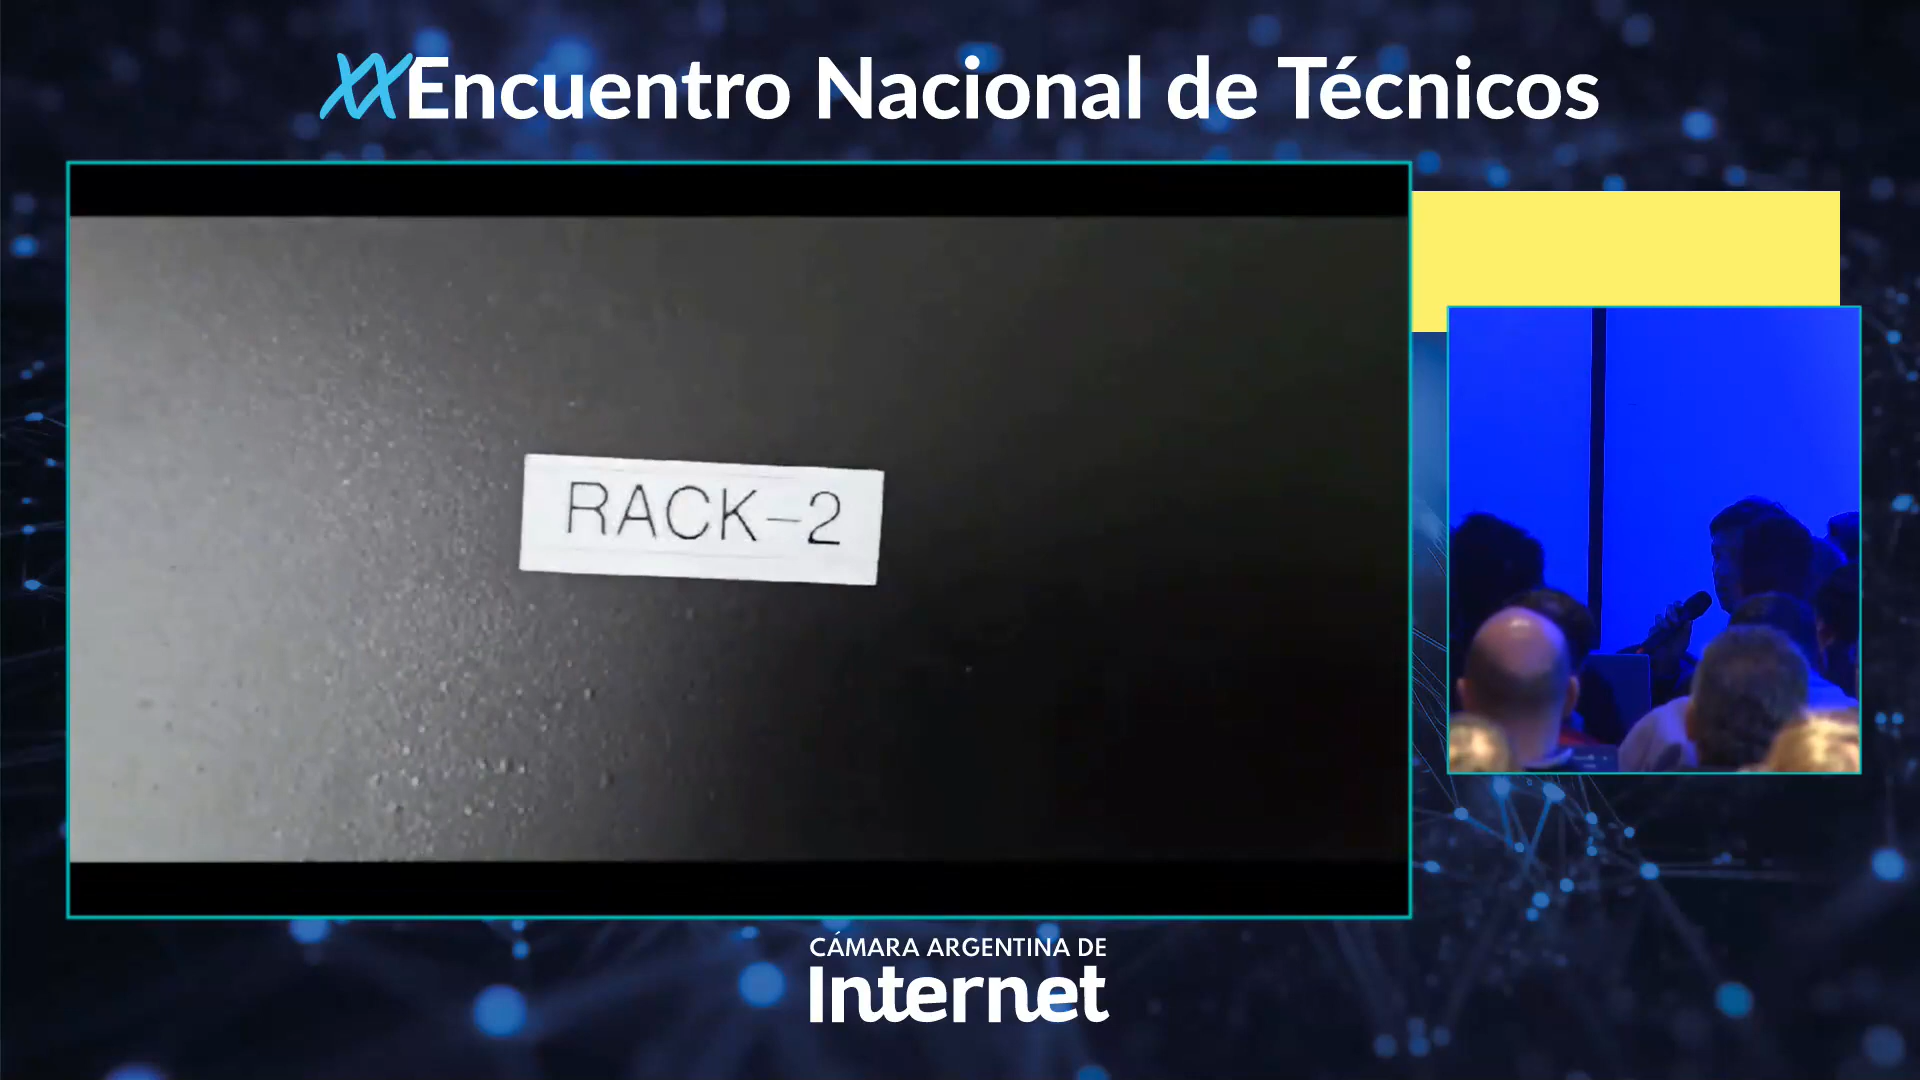 XX Encuentro Nacional de Técnicos
RACK-2
CÁMARA ARGENTINA DE
Internet